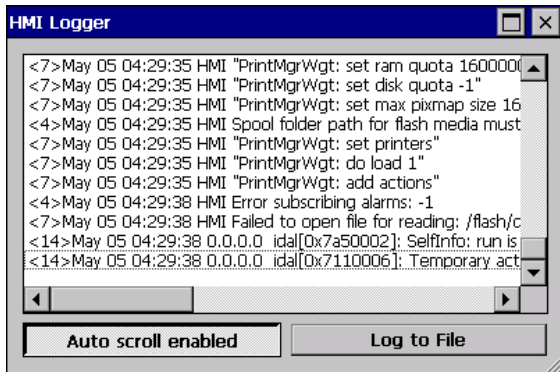 HMI Logger
<7>May 05 04:29:35 HMI "PrintMgrWgt: set ram quota 1600000
<7>May 05 04:29:35 HMI "PrintMgrWgt: set disk quota -1"
<7>May 05 04:29:35 HMI "PrintMgrWgt: set max pixmap size 16
<4>May 05 04:29:35 HMI Spool folder path for flash media must
<7>May 05 04:29:35 HMI "PrintMgrWgt: set printers"
<7>May 05 04:29:35 HMI "PrintMgrWgt: do load 1"
<7>May 05 04:29:35 HMI "PrintMgrWgt: add actions"
<4>May 05 04:29:38 HMI Error subscribing alarms: -1
<7>May 05 04:29:38 HMI Failed to open file for reading: /flash/c
<14>May 05 04:29:38 0.0.0.0  idal[0x7a50002]: SelfInfo: run is
<14>May 05 04:29:38 0.0.0.0  idal[0x7110006]: Temporary act
Auto scroll enabled
Log to File